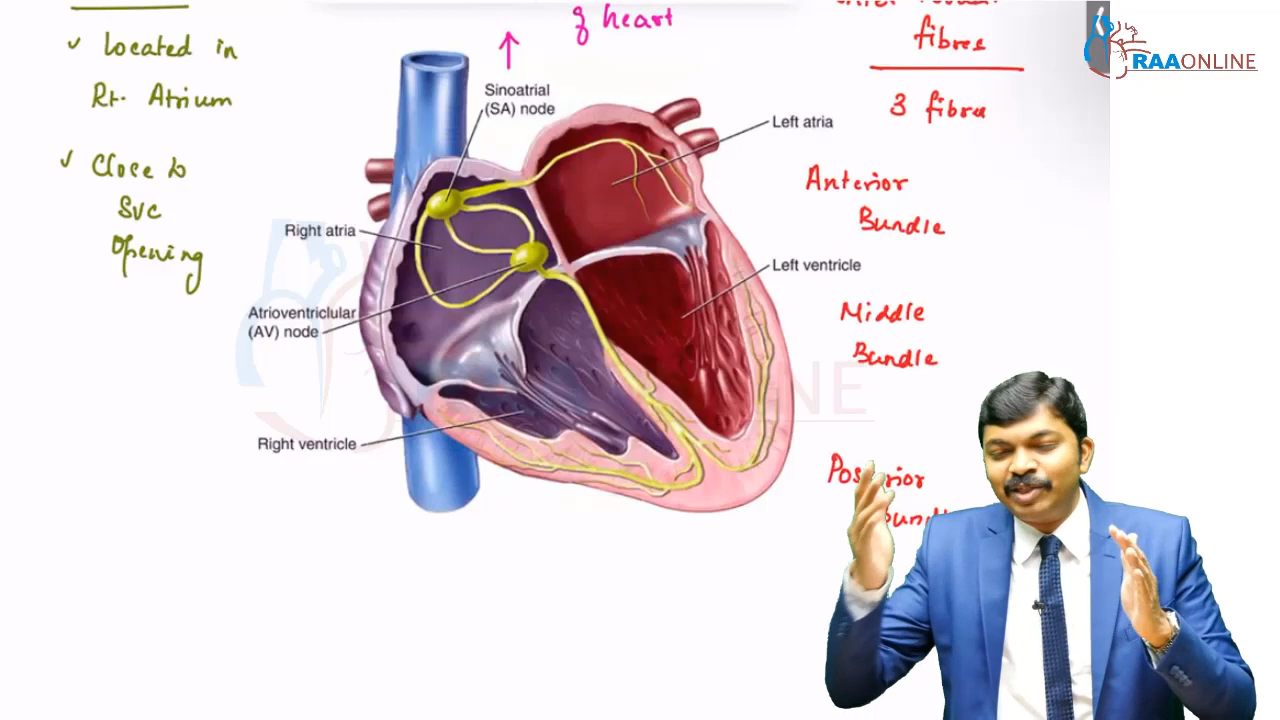 ✓ Located in
Rt. Atrium
✓ Close to
SVC
Opening
of heart
Sinoatrial
(SA) node
Left atria
Right atria
Left ventricle
Atrioventriclular
(AV) node
Right ventricle
fibres
3 fibres
Anterior
Bundle
Middle
Bundle
Posterior
RAAONLINE